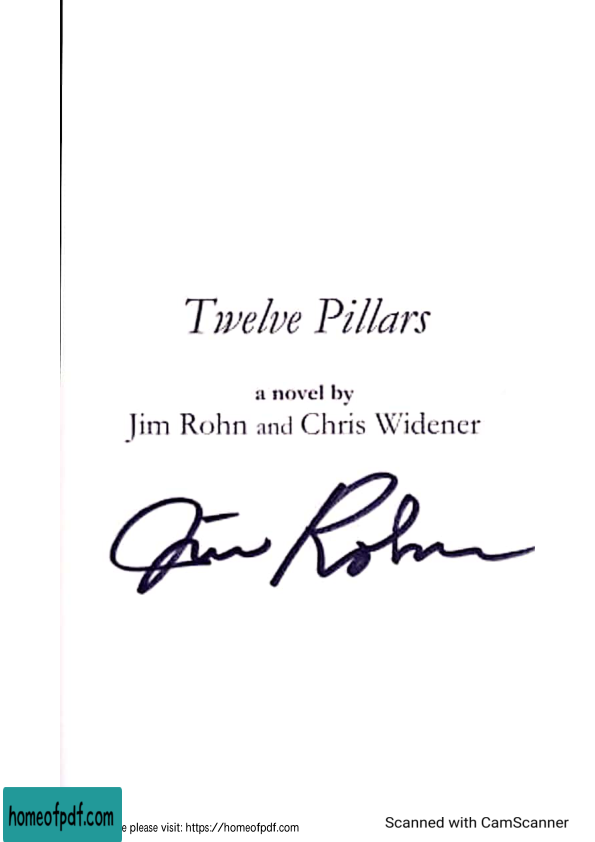 Twelve Pillars
a novel by
Jim Rohn and Chris Widener
Jim Rohn
homeofpdf.com
e please visit: https://homeofpdf.com
Scanned with CamScanner